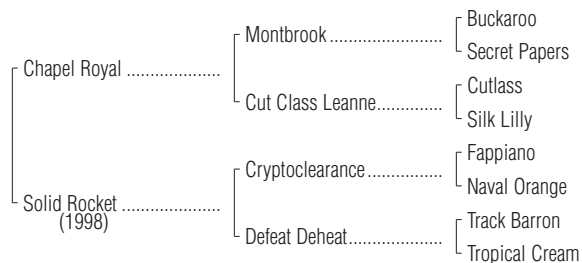 Buckaroo
Montbrook ........................
Secret Papers
Chapel Royal ....................
Cutlass
Cut Class Leanne..............
Silk Lilly
Fappiano
Cryptoclearance ................
Naval Orange
Solid Rocket .....................
(1998)
Track Barron
Defeat Deheat....................
Tropical Cream